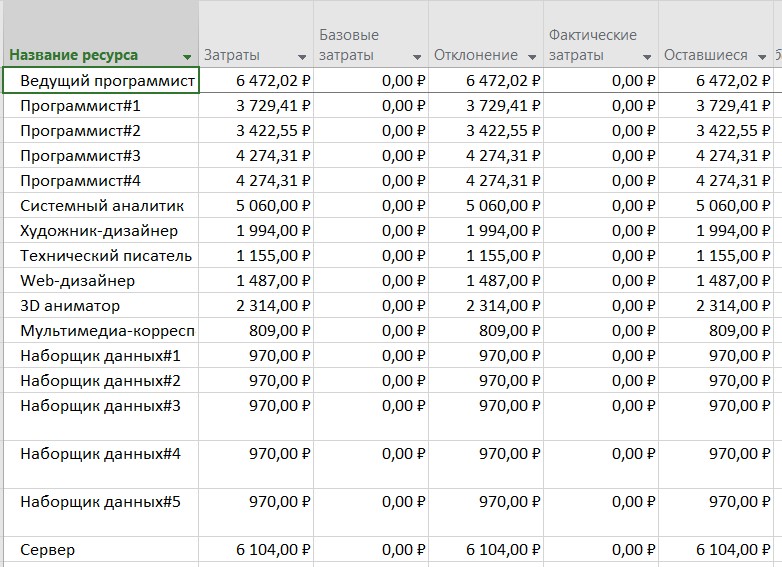 Название ресурса Затраты Базовые затраты Отклонение Фактические затраты Оставшиеся
Ведущий программист 6 472,02 ₽ 0,00 ₽ 6 472,02 ₽ 0,00 ₽ 6 472,02 ₽
Программист#1 3 729,41 ₽ 0,00 ₽ 3 729,41 ₽ 0,00 ₽ 3 729,41 ₽
Программист#2 3 422,55 ₽ 0,00 ₽ 3 422,55 ₽ 0,00 ₽ 3 422,55 ₽
Программист#3 4 274,31 ₽ 0,00 ₽ 4 274,31 ₽ 0,00 ₽ 4 274,31 ₽
Программист#4 4 274,31 ₽ 0,00 ₽ 4 274,31 ₽ 0,00 ₽ 4 274,31 ₽
Системный аналитик 5 060,00 ₽ 0,00 ₽ 5 060,00 ₽ 0,00 ₽ 5 060,00 ₽
Художник-дизайнер 1 994,00 ₽ 0,00 ₽ 1 994,00 ₽ 0,00 ₽ 1 994,00 ₽
Технический писатель 1 155,00 ₽ 0,00 ₽ 1 155,00 ₽ 0,00 ₽ 1 155,00 ₽
Web-дизайнер 1 487,00 ₽ 0,00 ₽ 1 487,00 ₽ 0,00 ₽ 1 487,00 ₽
3D аниматор 2 314,00 ₽ 0,00 ₽ 2 314,00 ₽ 0,00 ₽ 2 314,00 ₽
Мультимедиа-корресп 809,00 ₽ 0,00 ₽ 809,00 ₽ 0,00 ₽ 809,00 ₽
Наборщик данных#1 970,00 ₽ 0,00 ₽ 970,00 ₽ 0,00 ₽ 970,00 ₽
Наборщик данных#2 970,00 ₽ 0,00 ₽ 970,00 ₽ 0,00 ₽ 970,00 ₽
Наборщик данных#3 970,00 ₽ 0,00 ₽ 970,00 ₽ 0,00 ₽ 970,00 ₽
Наборщик данных#4 970,00 ₽ 0,00 ₽ 970,00 ₽ 0,00 ₽ 970,00 ₽
Наборщик данных#5 970,00 ₽ 0,00 ₽ 970,00 ₽ 0,00 ₽ 970,00 ₽
Сервер 6 104,00 ₽ 0,00 ₽ 6 104,00 ₽ 0,00 ₽ 6 104,00 ₽